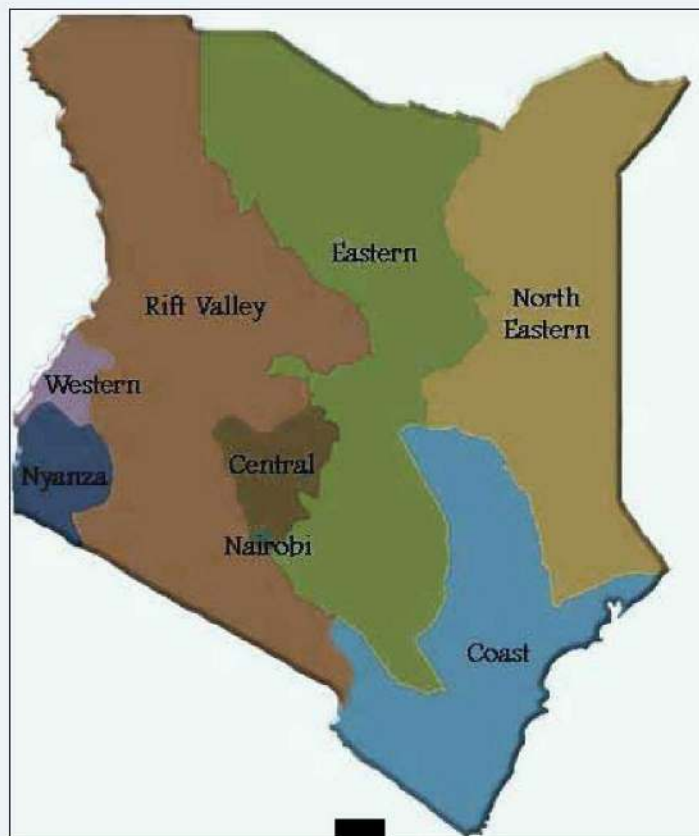 Eastern
Rift Valley
North
Eastern
Western
Central
Nyanza
Nairobi
Coast